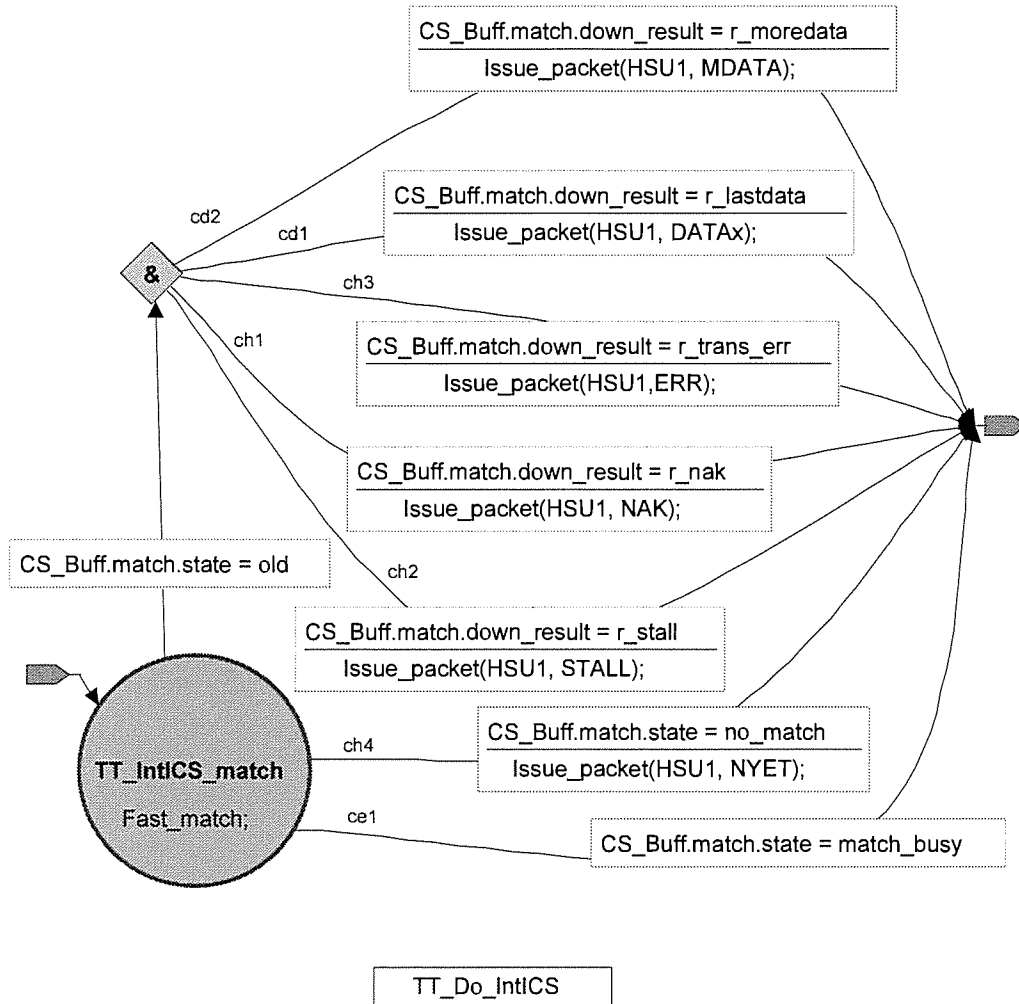 CS_Buff.match.down_result = r_moredata
Issue_packet(HSU1, MDATA);
CS_Buff.match.down_result = r_lastdata
Issue_packet(HSU1, DATAx);
cd2
cd1
&
ch3
ch1
CS_Buff.match.down_result = r_trans_err
Issue_packet(HSU1,ERR);
CS_Buff.match.down_result = r_nak
Issue_packet(HSU1, NAK);
CS_Buff.match.state = old
ch2
CS_Buff.match.down_result = r_stall
Issue_packet(HSU1, STALL);
CS_Buff.match.state = no_match
Issue_packet(HSU1, NYET);
ch4
TT_IntICS_match
Fast_match;
ce1
CS_Buff.match.state = match_busy
TT_Do_IntICS